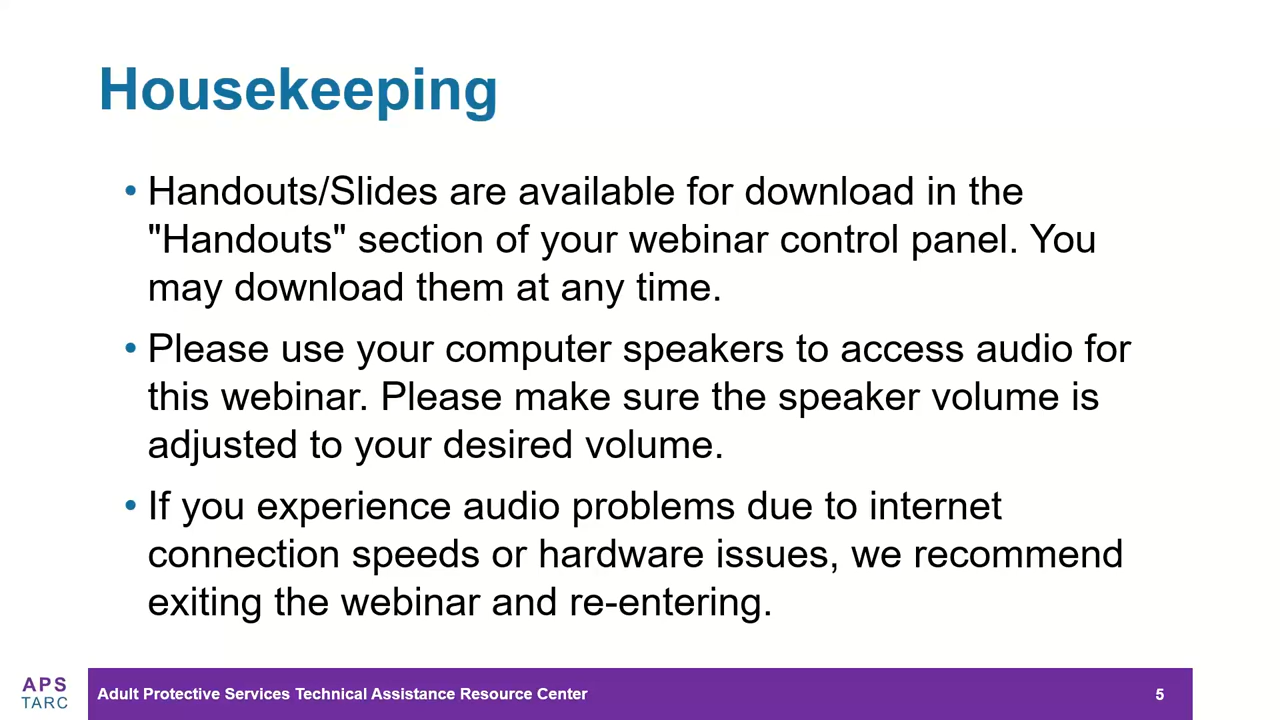 Housekeeping
• Handouts/Slides are available for download in the
"Handouts" section of your webinar control panel. You
may download them at any time.
• Please use your computer speakers to access audio for
this webinar. Please make sure the speaker volume is
adjusted to your desired volume.
• If you experience audio problems due to internet
connection speeds or hardware issues, we recommend
exiting the webinar and re-entering.
APS
TARC
Adult Protective Services Technical Assistance Resource Center
5